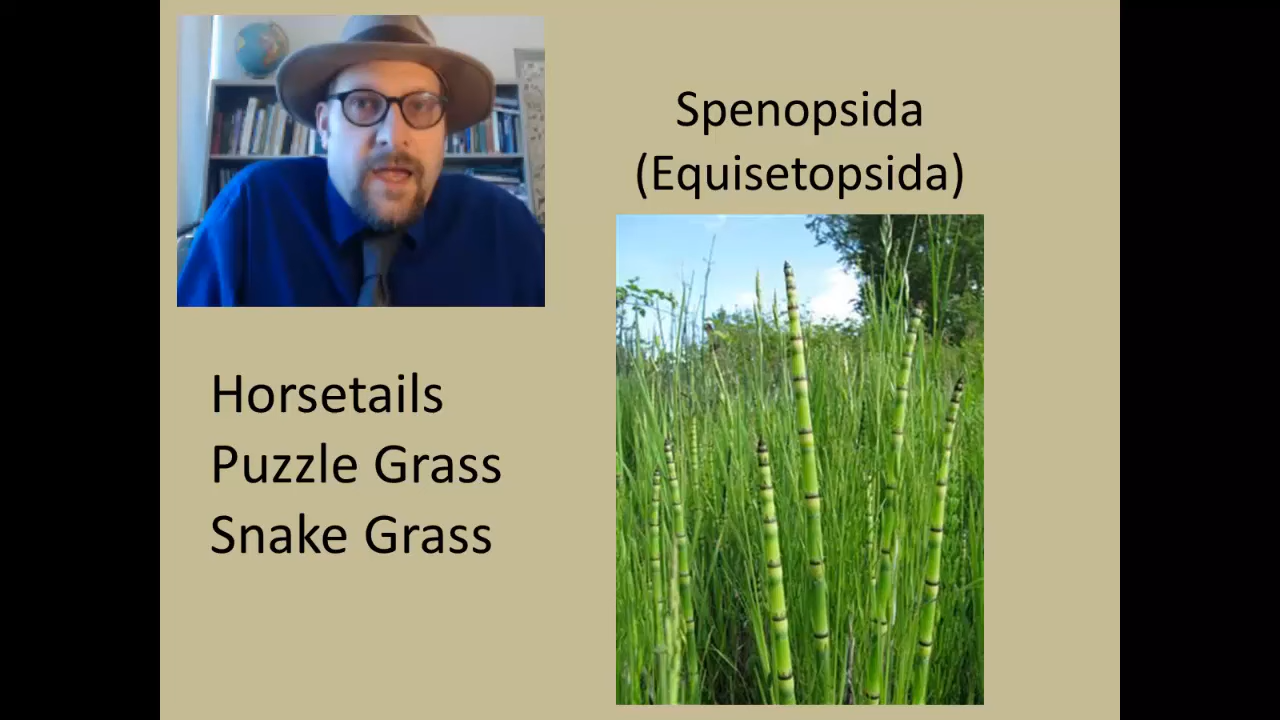 Spenopsida
(Equisetopsida)
Horsetails
Puzzle Grass
Snake Grass